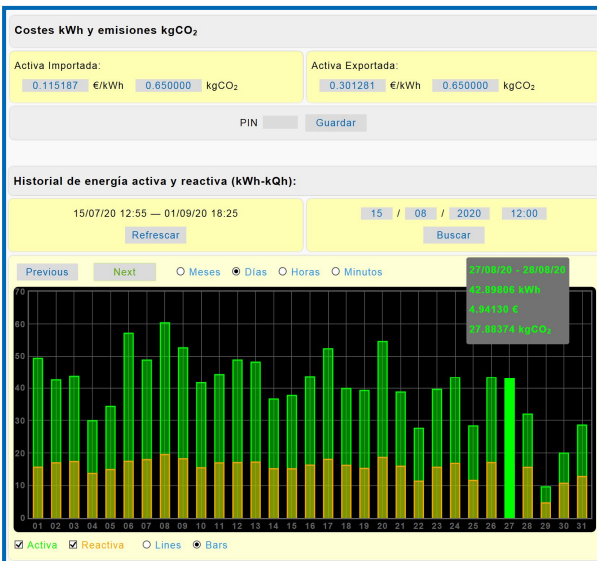 Costes kWh y emisiones kgCO₂
Activa Importada:
0.115187 €/kWh 0.650000 kgCO₂
Activa Exportada:
0.301281 €/kWh 0.650000 kgCO₂
PIN Guardar
Historial de energía activa y reactiva (kWh-kQh):
15/07/20 12:55 — 01/09/20 18:25
Refrescar
15 / 08 / 2020 12:00
Buscar
Previous Next Meses Días Horas Minutos
27/08/20 - 28/08/20
42.89806 kWh
4.94130 €
27.88374 kgCO₂
70
60
50
40
30
20
10
0
01 02 03 04 05 06 07 08 09 10 11 12 13 14 15 16 17 18 19 20 21 22 23 24 25 26 27 28 29 30 31
Activa Reactiva Lines Bars